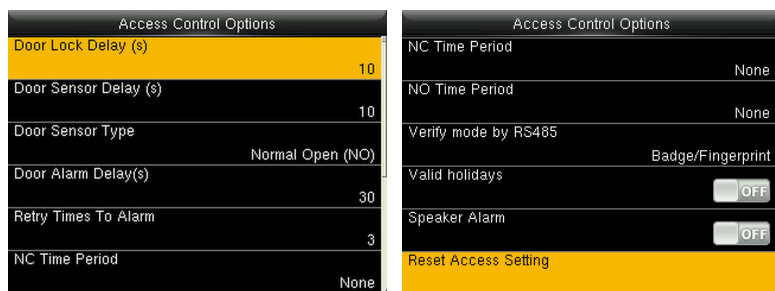 Access Control Options
Door Lock Delay (s)
10
Door Sensor Delay (s)
10
Door Sensor Type
Normal Open (NO)
Door Alarm Delay(s)
30
Retry Times To Alarm
3
NC Time Period
None
Access Control Options
NC Time Period
None
NO Time Period
None
Verify mode by RS485
Badge/Fingerprint
Valid holidays
OFF
Speaker Alarm
OFF
Reset Access Setting